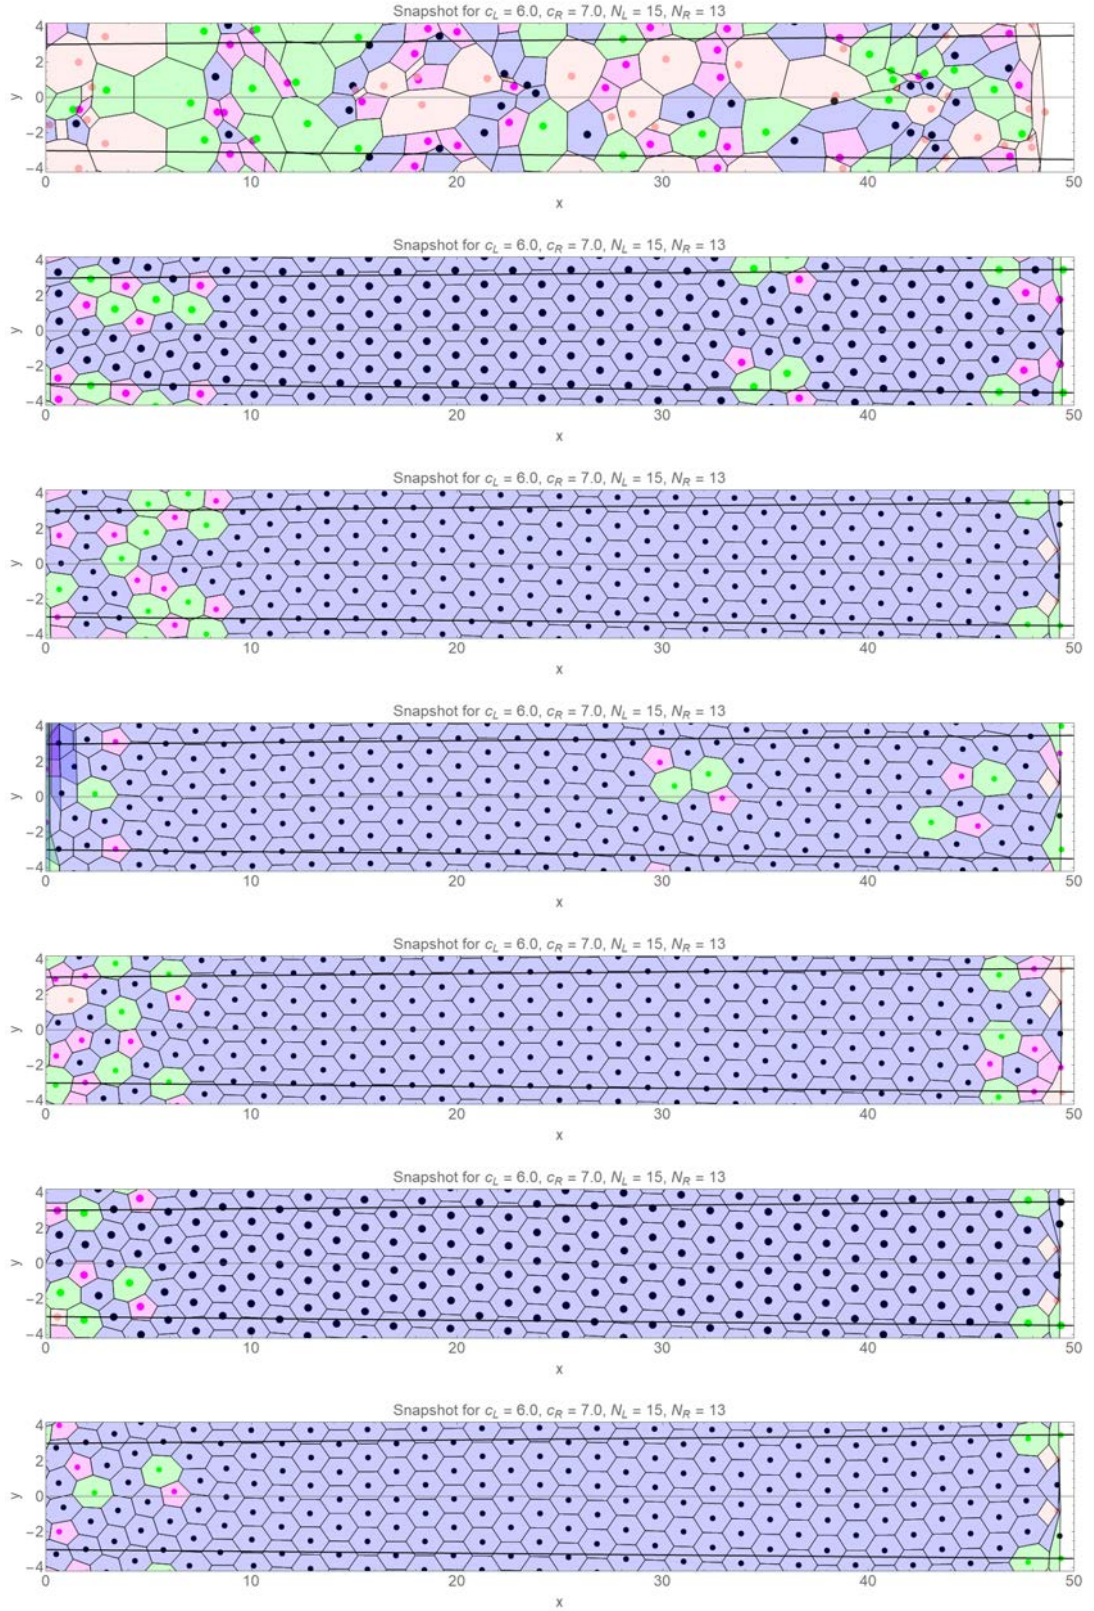 Snapshot for c_L = 6.0, c_R = 7.0, N_L = 15, N_R = 13
y
4
2
0
−2
−4
0 10 20 30 40 50
x
Snapshot for c_L = 6.0, c_R = 7.0, N_L = 15, N_R = 13
y
4
2
0
−2
−4
0 10 20 30 40 50
x
Snapshot for c_L = 6.0, c_R = 7.0, N_L = 15, N_R = 13
y
4
2
0
−2
−4
0 10 20 30 40 50
x
Snapshot for c_L = 6.0, c_R = 7.0, N_L = 15, N_R = 13
y
4
2
0
−2
−4
0 10 20 30 40 50
x
Snapshot for c_L = 6.0, c_R = 7.0, N_L = 15, N_R = 13
y
4
2
0
−2
−4
0 10 20 30 40 50
x
Snapshot for c_L = 6.0, c_R = 7.0, N_L = 15, N_R = 13
y
4
2
0
−2
−4
0 10 20 30 40 50
x
Snapshot for c_L = 6.0, c_R = 7.0, N_L = 15, N_R = 13
y
4
2
0
−2
−4
0 10 20 30 40 50
x